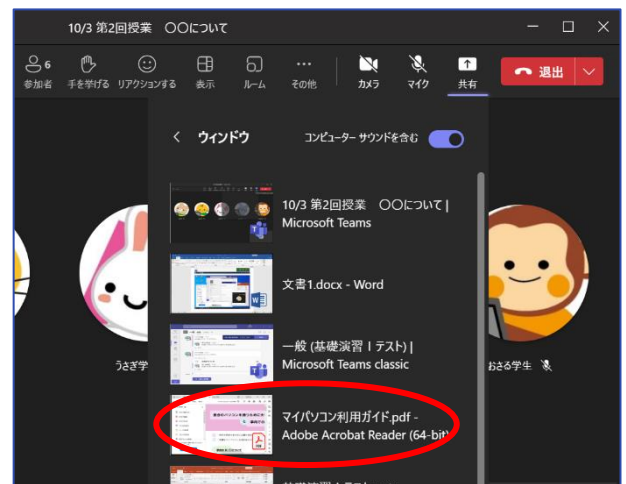 10/3 第2回授業　〇〇について
6
参加者 手を挙げる リアクションする 表示 ルーム その他 カメラ マイク 共有
退出
ウィンドウ
コンピューター サウンドを含む
10/3 第2回授業　〇〇について |
Microsoft Teams
文書1.docx - Word
一般 (基礎演習Ⅰテスト) |
Microsoft Teams classic
うさぎ学
おさる学生
マイパソコン利用ガイド.pdf -
Adobe Acrobat Reader (64-bit)